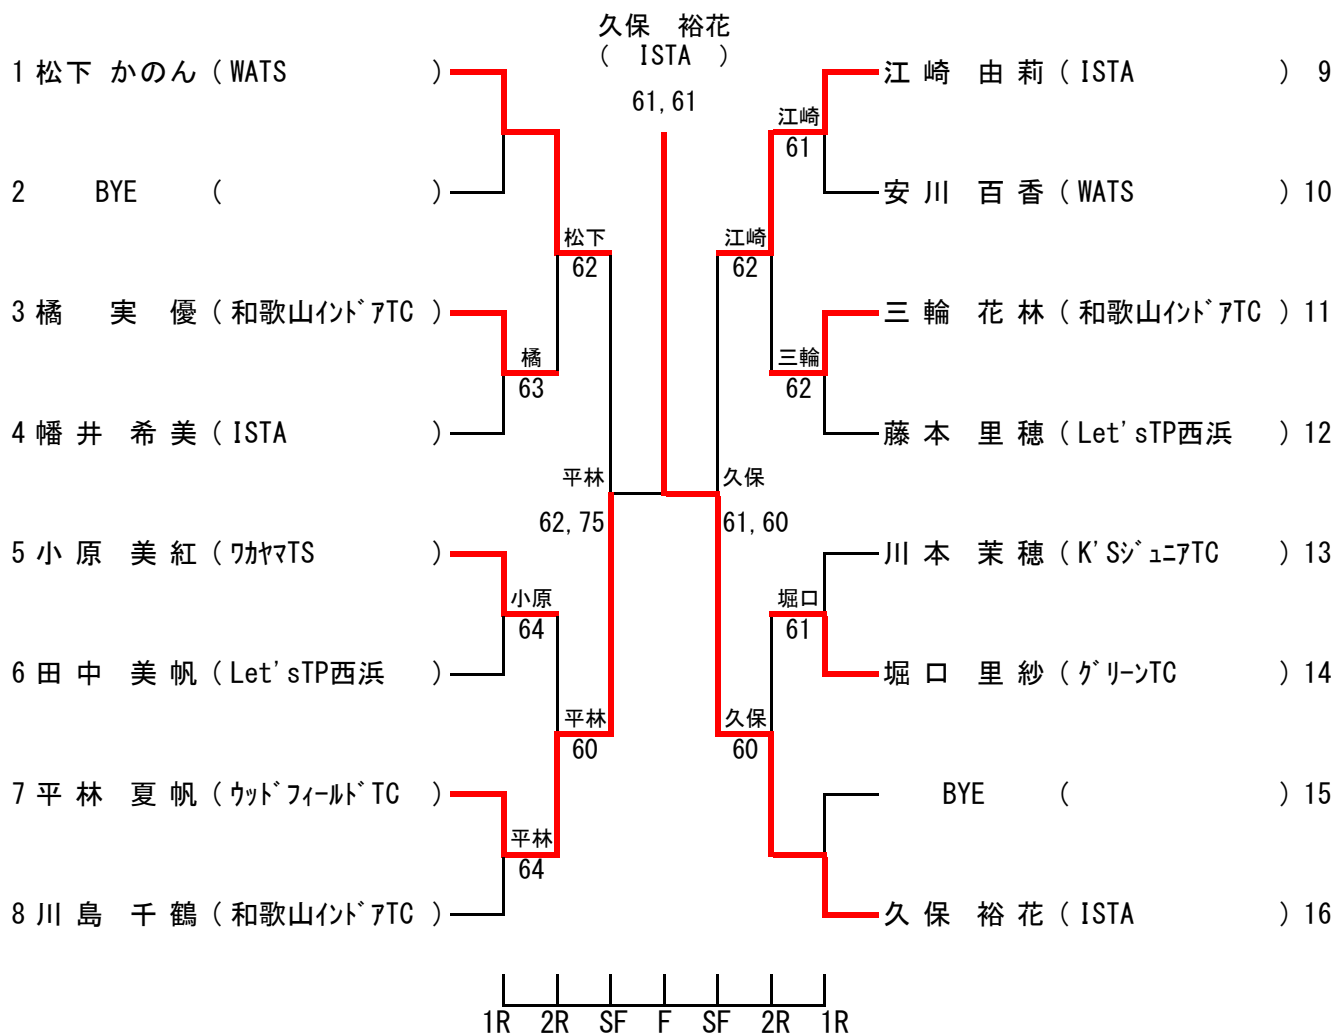 久保 裕花
( ISTA )
61,61
1 松下 かのん ( WATS )
2 BYE ( )
3 橘 実 優 ( 和歌山ｲﾝﾄﾞｱTC )
4 幡 井 希 美 ( ISTA )
5 小 原 美 紅 ( ﾜｶﾔﾏTS )
6 田 中 美 帆 ( Let'sTP西浜 )
7 平 林 夏 帆 ( ｳｯﾄﾞﾌｨｰﾙﾄﾞTC )
8 川 島 千 鶴 ( 和歌山ｲﾝﾄﾞｱTC )
松下
62
橘
63
平林
62,75
小原
64
平林
60
平林
64
江崎
61
江崎
62
三輪
62
久保
61,60
堀口
61
久保
60
江 崎 由 莉 ( ISTA ) 9
安 川 百 香 ( WATS ) 10
三 輪 花 林 ( 和歌山ｲﾝﾄﾞｱTC ) 11
藤 本 里 穂 ( Let'sTP西浜 ) 12
川 本 茉 穂 ( K'SｼﾞｭﾆｱTC ) 13
堀 口 里 紗 ( ｸﾞﾘｰﾝTC ) 14
BYE ( ) 15
久 保 裕 花 ( ISTA ) 16
1R 2R SF F SF 2R 1R